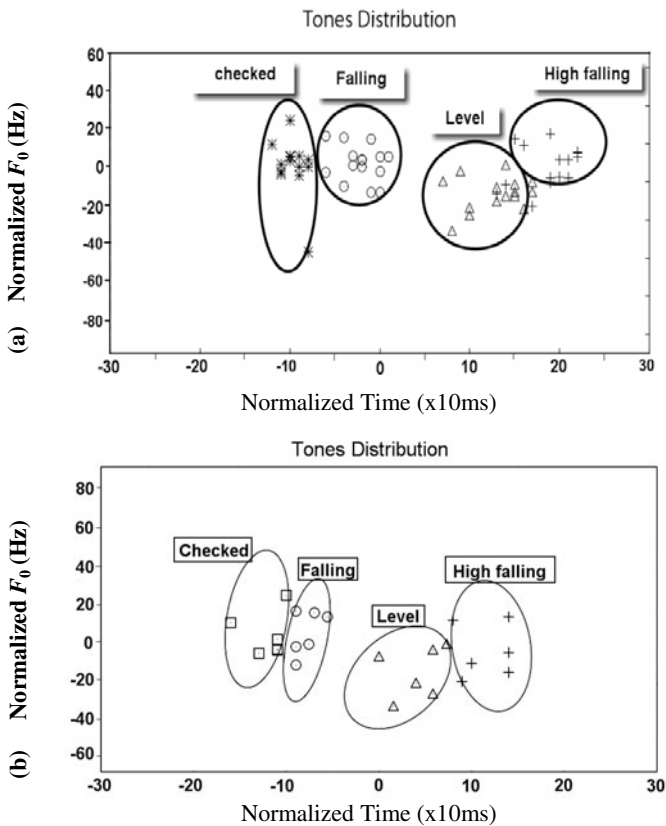 Tones Distribution
checked
Falling
Level
High falling
60
40
20
0
-20
-40
-60
-80
-30
-20
-10
0
10
20
30
Normalized Time (x10ms)
(a) Normalized F0 (Hz)
Tones Distribution
Checked
Falling
Level
High falling
80
60
40
20
0
-20
-40
-60
-30
-20
-10
0
10
20
30
Normalized Time (x10ms)
(b) Normalized F0 (Hz)